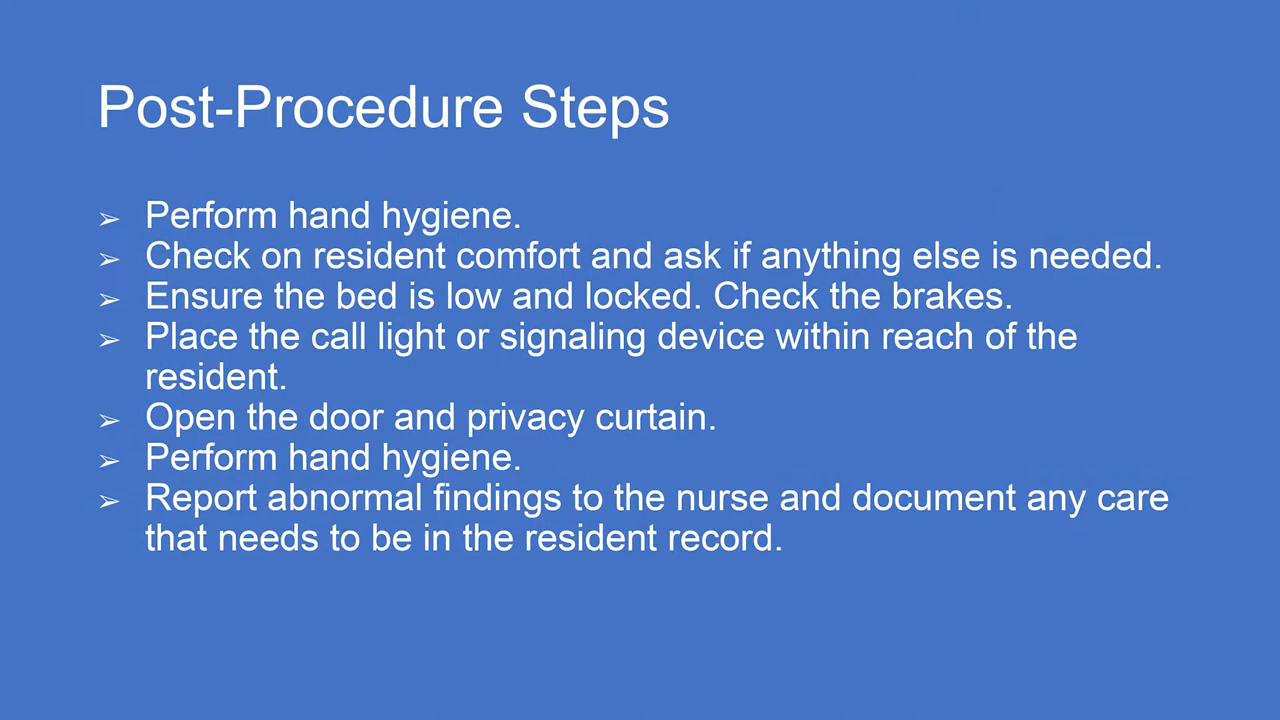 Post-Procedure Steps
➢ Perform hand hygiene.
➢ Check on resident comfort and ask if anything else is needed.
➢ Ensure the bed is low and locked. Check the brakes.
➢ Place the call light or signaling device within reach of the
resident.
➢ Open the door and privacy curtain.
➢ Perform hand hygiene.
➢ Report abnormal findings to the nurse and document any care
that needs to be in the resident record.